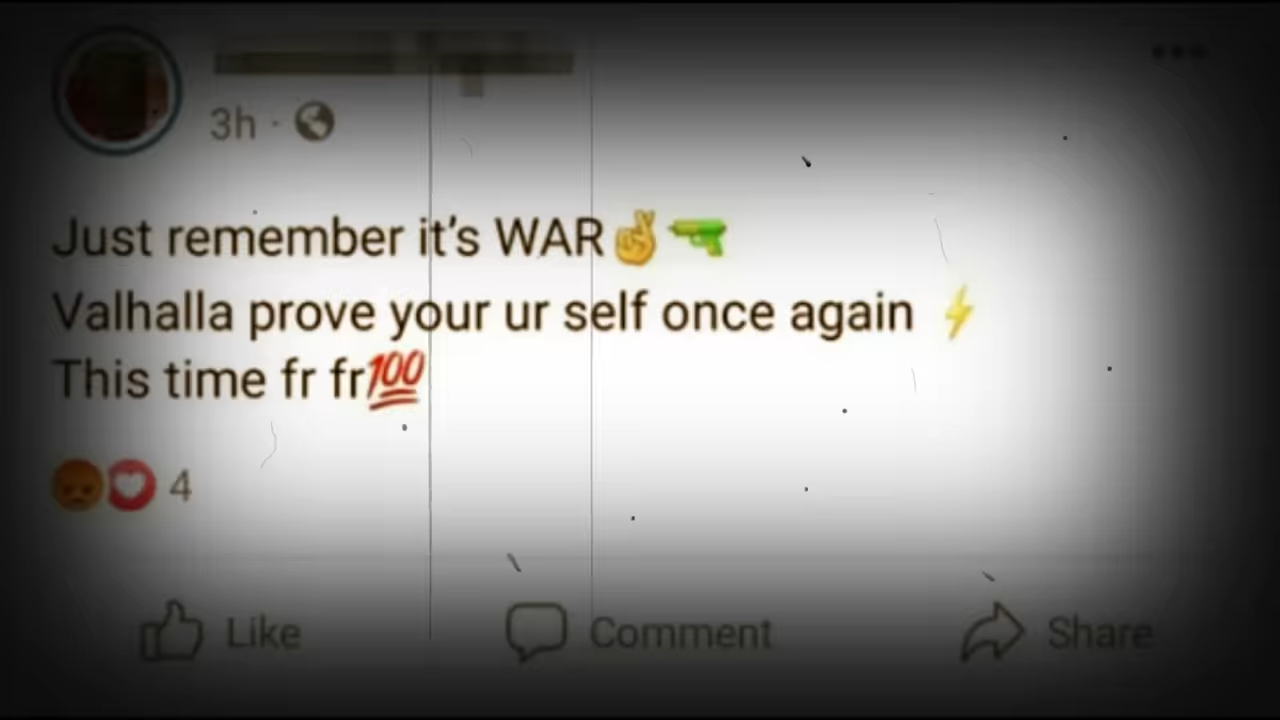 3h ·
Just remember it's WAR✌🔫
Valhalla prove your ur self once again ⚡
This time fr fr💯
4
Like
Comment
Share